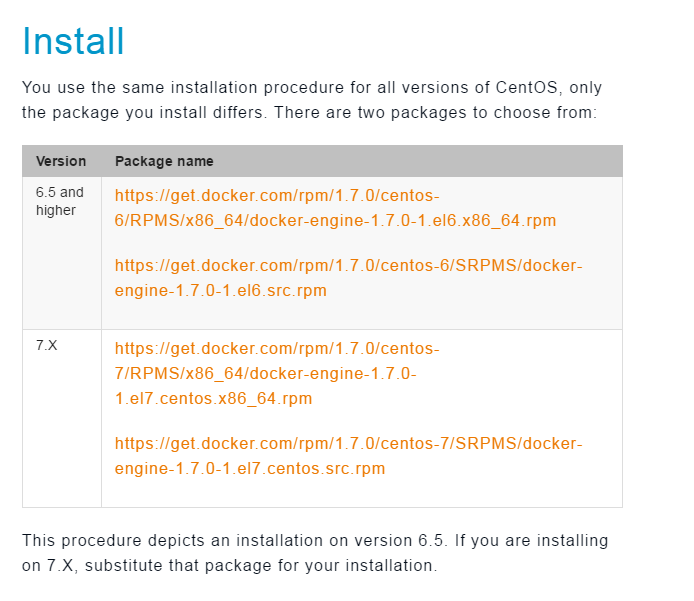 Install
You use the same installation procedure for all versions of CentOS, only
the package you install differs. There are two packages to choose from:
Version Package name
6.5 and
higher
https://get.docker.com/rpm/1.7.0/centos-
6/RPMS/x86_64/docker-engine-1.7.0-1.el6.x86_64.rpm
https://get.docker.com/rpm/1.7.0/centos-6/SRPMS/docker-
engine-1.7.0-1.el6.src.rpm
7.X
https://get.docker.com/rpm/1.7.0/centos-
7/RPMS/x86_64/docker-engine-1.7.0-
1.el7.centos.x86_64.rpm
https://get.docker.com/rpm/1.7.0/centos-7/SRPMS/docker-
engine-1.7.0-1.el7.centos.src.rpm
This procedure depicts an installation on version 6.5. If you are installing
on 7.X, substitute that package for your installation.